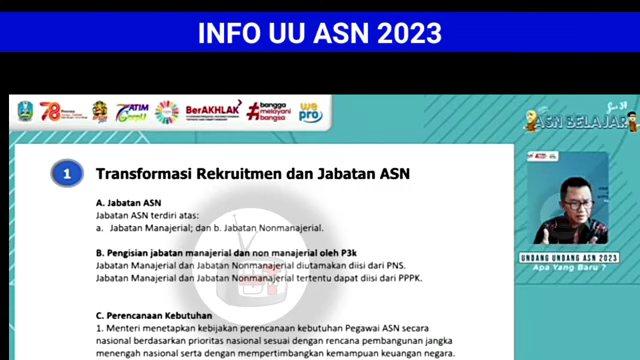 INFO UU ASN 2023
78
JATIM
BerAKHLAK
#bangga
melayani
bangsa
we
pro
ASN BELAJAR
1
Transformasi Rekruitmen dan Jabatan ASN
A. Jabatan ASN
Jabatan ASN terdiri atas:
a. Jabatan Manajerial; dan b. Jabatan Nonmanajerial.
B. Pengisian jabatan manajerial dan non manajerial oleh P3k
Jabatan Manajerial dan Jabatan Nonmanajerial diutamakan diisi dari PNS.
Jabatan Manajerial dan Jabatan Nonmanajerial tertentu dapat diisi dari PPPK.
C. Perencanaan Kebutuhan
1. Menteri menetapkan kebijakan perencanaan kebutuhan Pegawai ASN secara
nasional berdasarkan prioritas nasional sesuai dengan rencana pembangunan jangka
menengah nasional serta dengan mempertimbangkan kemampuan keuangan negara.
UNDANG UNDANG ASN 2023
Apa Yang Baru ?